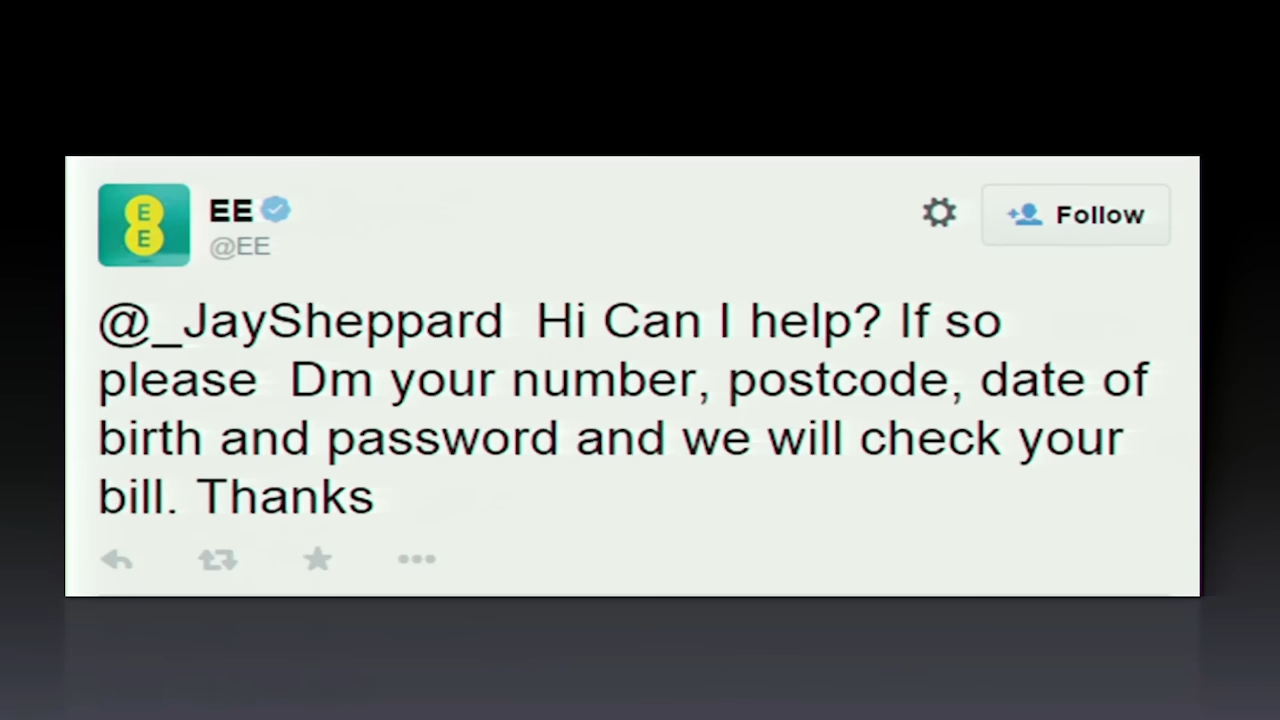 E
E
EE
@EE
Follow
@_JaySheppard Hi Can I help? If so
please Dm your number, postcode, date of
birth and password and we will check your
bill. Thanks